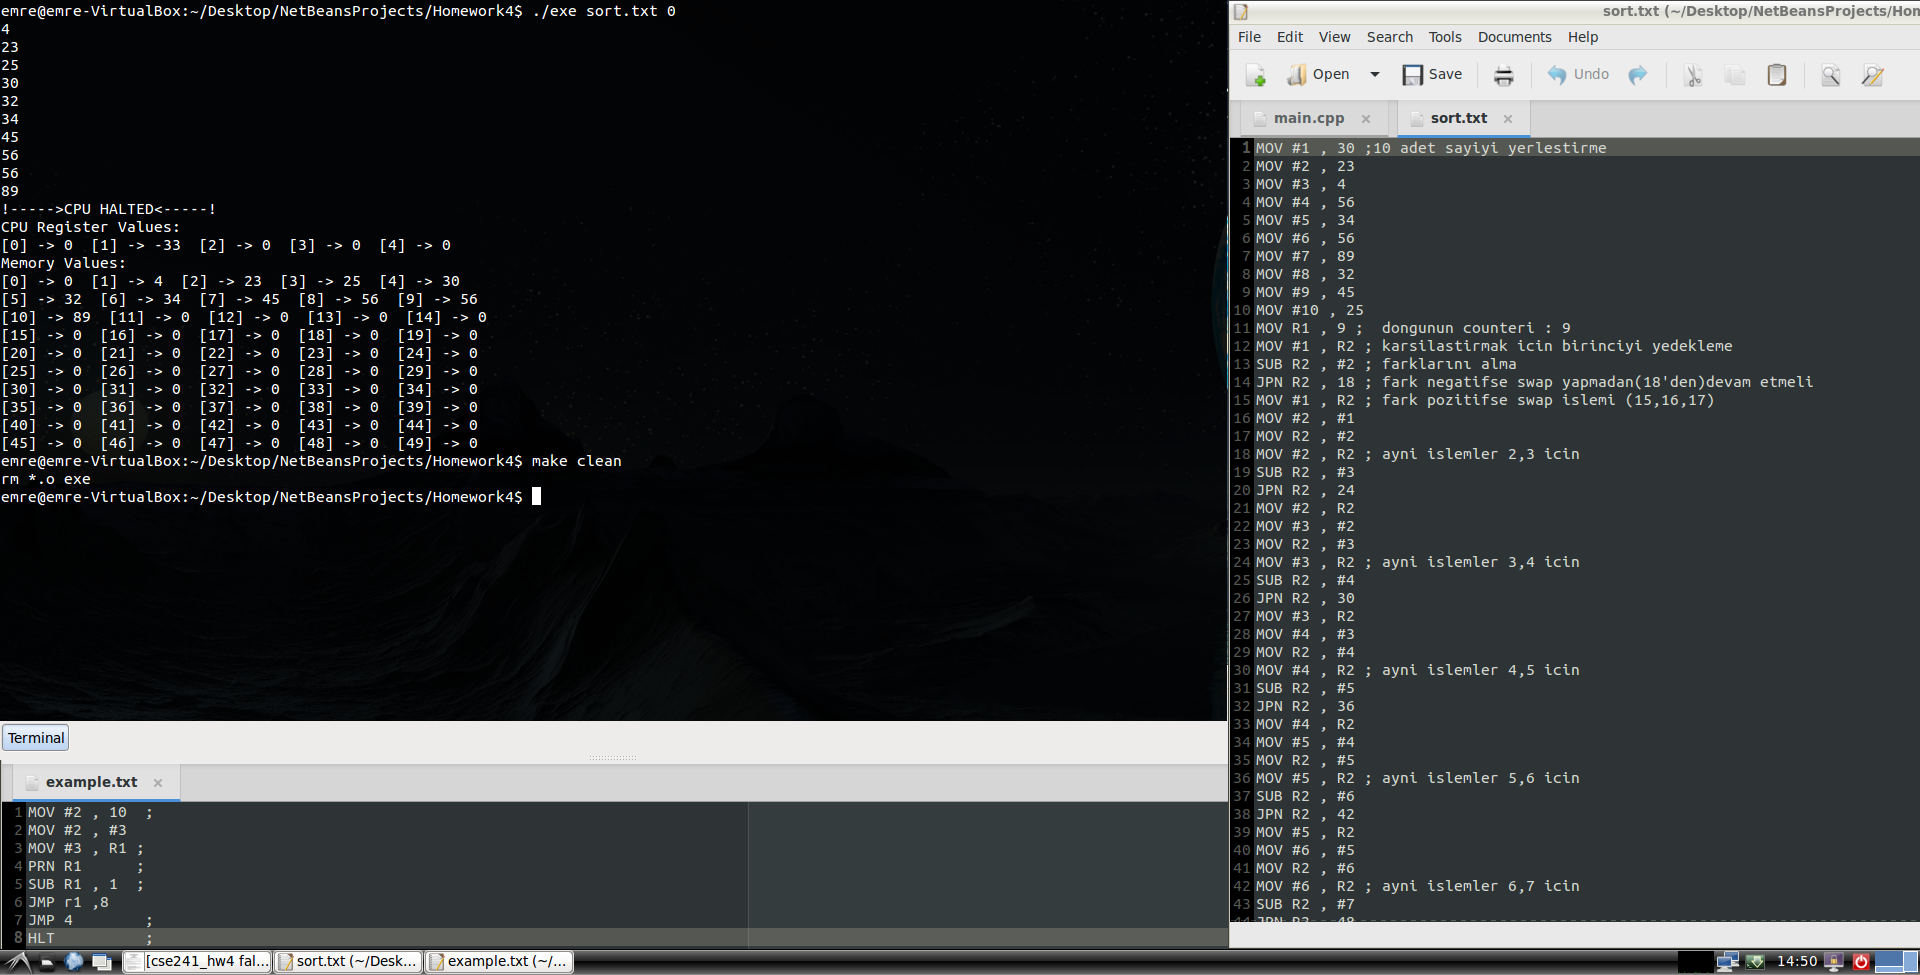 emre@emre-VirtualBox:~/Desktop/NetBeansProjects/Homework4$ ./exe sort.txt 0
4
23
25
30
32
34
45
56
56
89
!----->CPU HALTED<-----!
CPU Register Values:
[0] -> 0  [1] -> -33  [2] -> 0  [3] -> 0  [4] -> 0
Memory Values:
[0] -> 0  [1] -> 4  [2] -> 23  [3] -> 25  [4] -> 30
[5] -> 32  [6] -> 34  [7] -> 45  [8] -> 56  [9] -> 56
[10] -> 89  [11] -> 0  [12] -> 0  [13] -> 0  [14] -> 0
[15] -> 0  [16] -> 0  [17] -> 0  [18] -> 0  [19] -> 0
[20] -> 0  [21] -> 0  [22] -> 0  [23] -> 0  [24] -> 0
[25] -> 0  [26] -> 0  [27] -> 0  [28] -> 0  [29] -> 0
[30] -> 0  [31] -> 0  [32] -> 0  [33] -> 0  [34] -> 0
[35] -> 0  [36] -> 0  [37] -> 0  [38] -> 0  [39] -> 0
[40] -> 0  [41] -> 0  [42] -> 0  [43] -> 0  [44] -> 0
[45] -> 0  [46] -> 0  [47] -> 0  [48] -> 0  [49] -> 0
emre@emre-VirtualBox:~/Desktop/NetBeansProjects/Homework4$ make clean
rm *.o exe
emre@emre-VirtualBox:~/Desktop/NetBeansProjects/Homework4$
Terminal
example.txt
1 MOV #2 , 10  ;
2 MOV #2 , #3
3 MOV #3 , R1 ;
4 PRN R1      ;
5 SUB R1 , 1  ;
6 JMP r1 ,8
7 JMP 4        ;
8 HLT          ;
sort.txt (~/Desktop/NetBeansProjects/Hom
File Edit View Search Tools Documents Help
Open Save Undo
main.cpp sort.txt
1 MOV #1 , 30 ;10 adet sayiyi yerlestirme
2 MOV #2 , 23
3 MOV #3 , 4
4 MOV #4 , 56
5 MOV #5 , 34
6 MOV #6 , 56
7 MOV #7 , 89
8 MOV #8 , 32
9 MOV #9 , 45
10 MOV #10 , 25
11 MOV R1 , 9 ;  dongunun counteri : 9
12 MOV #1 , R2 ; karsilastirmak icin birinciyi yedekleme
13 SUB R2 , #2 ; farklarını alma
14 JPN R2 , 18 ; fark negatifse swap yapmadan(18'den)devam etmeli
15 MOV #1 , R2 ; fark pozitifse swap islemi (15,16,17)
16 MOV #2 , #1
17 MOV R2 , #2
18 MOV #2 , R2 ; ayni islemler 2,3 icin
19 SUB R2 , #3
20 JPN R2 , 24
21 MOV #2 , R2
22 MOV #3 , #2
23 MOV R2 , #3
24 MOV #3 , R2 ; ayni islemler 3,4 icin
25 SUB R2 , #4
26 JPN R2 , 30
27 MOV #3 , R2
28 MOV #4 , #3
29 MOV R2 , #4
30 MOV #4 , R2 ; ayni islemler 4,5 icin
31 SUB R2 , #5
32 JPN R2 , 36
33 MOV #4 , R2
34 MOV #5 , #4
35 MOV R2 , #5
36 MOV #5 , R2 ; ayni islemler 5,6 icin
37 SUB R2 , #6
38 JPN R2 , 42
39 MOV #5 , R2
40 MOV #6 , #5
41 MOV R2 , #6
42 MOV #6 , R2 ; ayni islemler 6,7 icin
43 SUB R2 , #7
44 JPN R2 , 48
[cse241_hw4 fal... sort.txt (~/Desk... example.txt (~/... 14:50